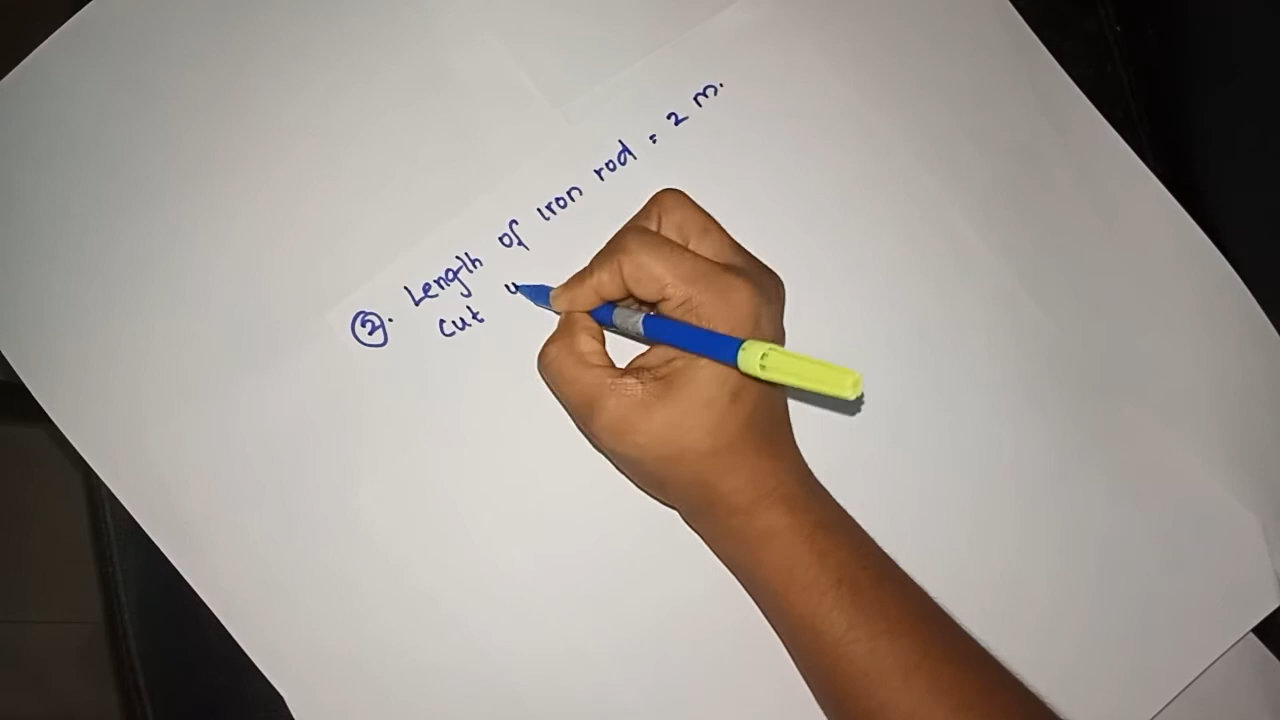 ②. Length of iron rod = 2 m.
cut